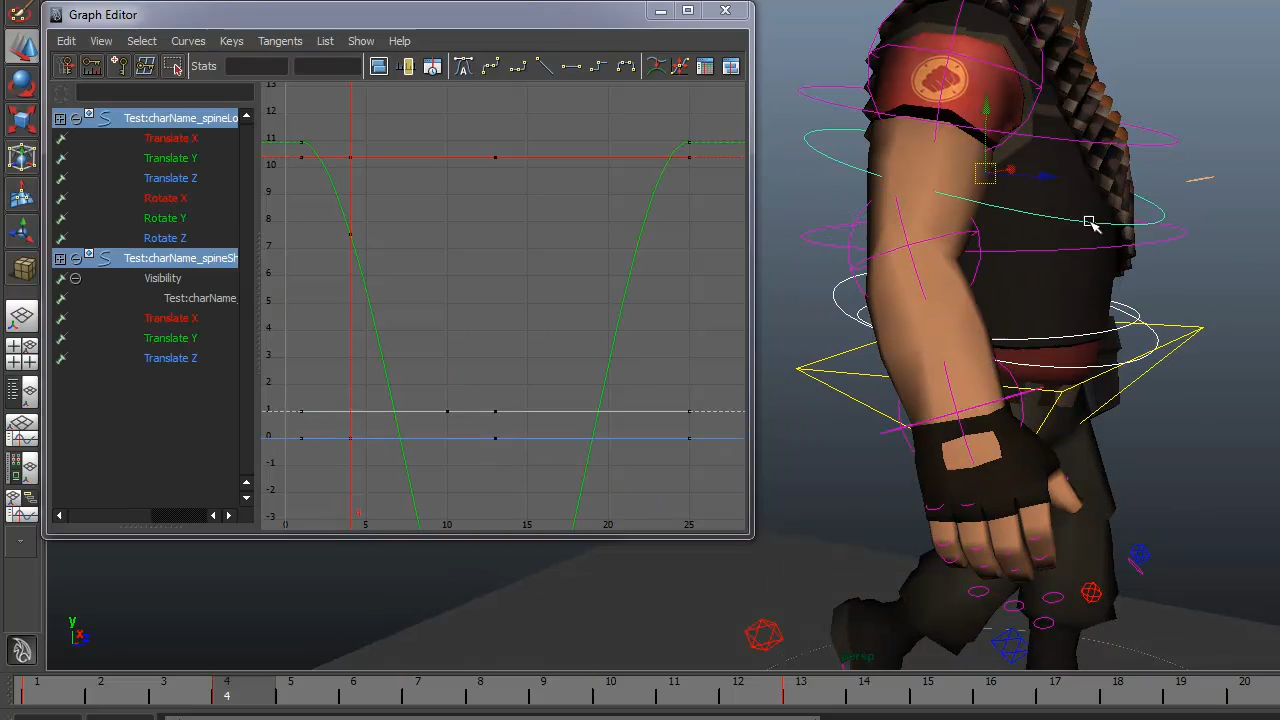 Graph Editor
Edit View Select Curves Keys Tangents List Show Help
Stats
Test:charName_spineLo
Translate X
Translate Y
Translate Z
Rotate X
Rotate Y
Rotate Z
Test:charName_spineSh
Visibility
Test:charName_
Translate X
Translate Y
Translate Z
13
12
11
10
9
8
7
6
5
4
3
2
1
0
-1
-2
-3
4
0 5 10 15 20 25
y
x
z
persp
1 2 3 4 5 6 7 8 9 10 11 12 13 14 15 16 17 18 19 20
4